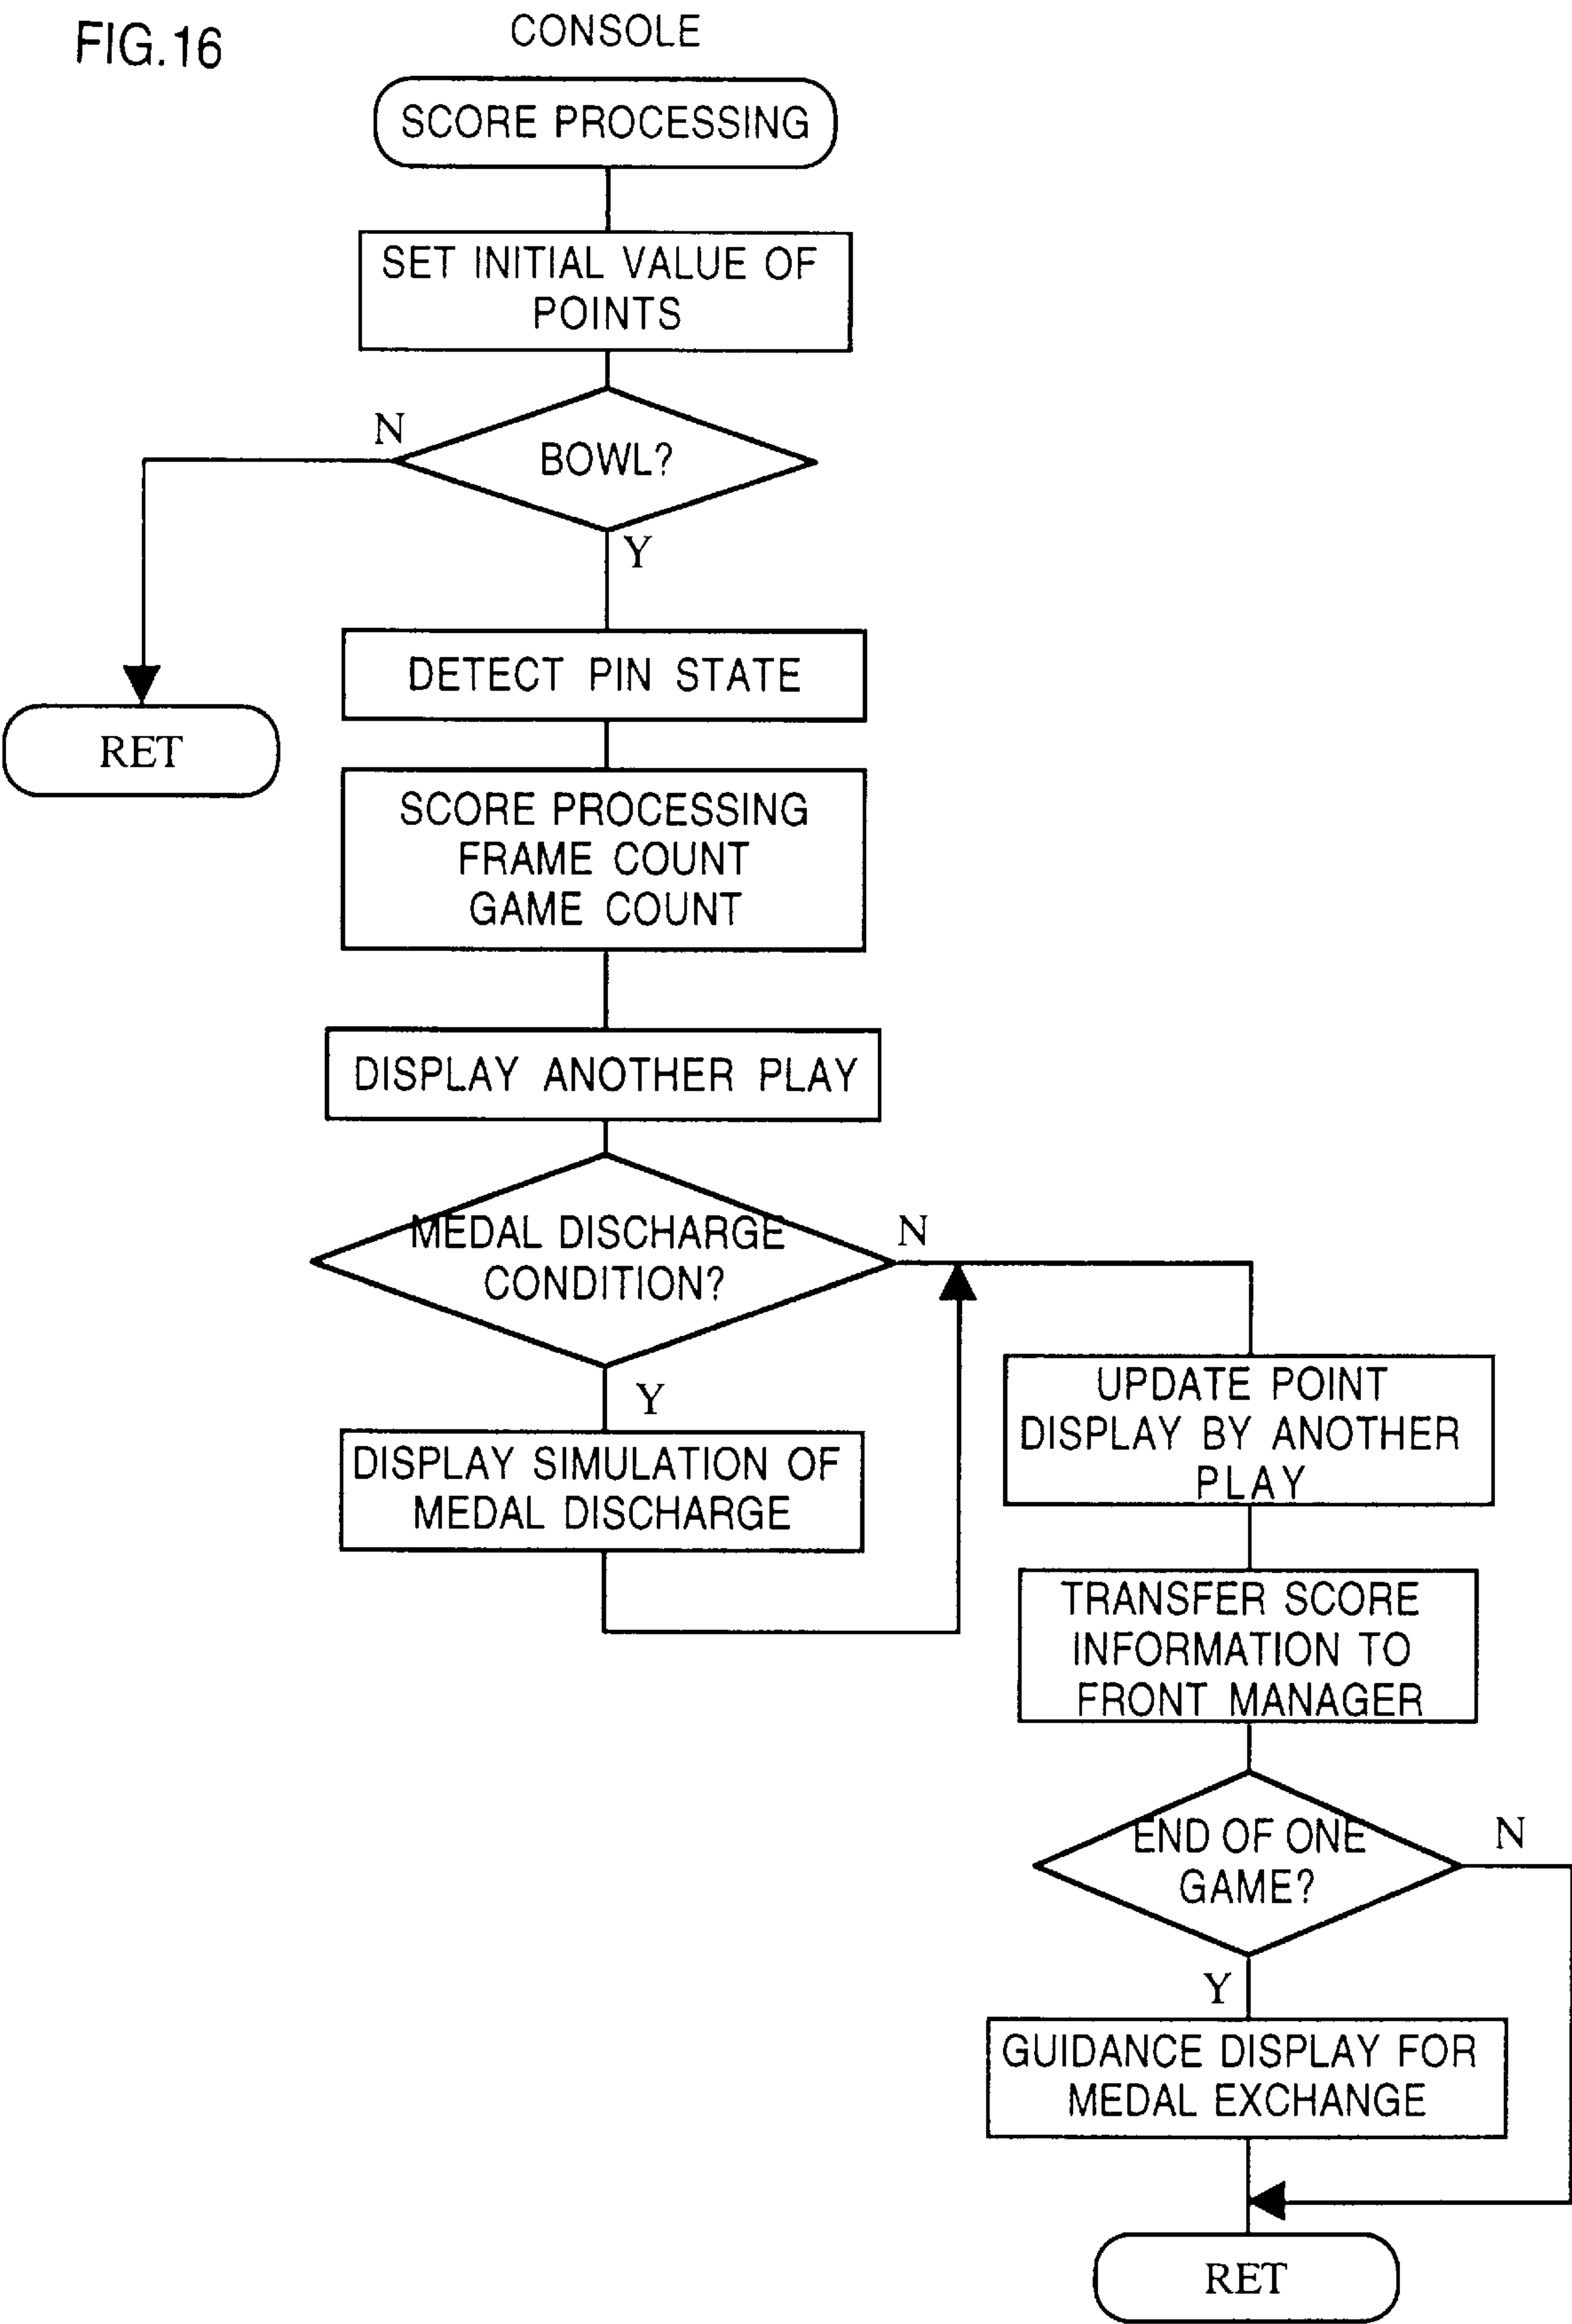 FIG.16
CONSOLE
SCORE PROCESSING
SET INITIAL VALUE OF
POINTS
N
BOWL?
Y
DETECT PIN STATE
RET
SCORE PROCESSING
FRAME COUNT
GAME COUNT
DISPLAY ANOTHER PLAY
MEDAL DISCHARGE
CONDITION?
N
Y
DISPLAY SIMULATION OF
MEDAL DISCHARGE
UPDATE POINT
DISPLAY BY ANOTHER
PLAY
TRANSFER SCORE
INFORMATION TO
FRONT MANAGER
END OF ONE
GAME?
N
Y
GUIDANCE DISPLAY FOR
MEDAL EXCHANGE
RET